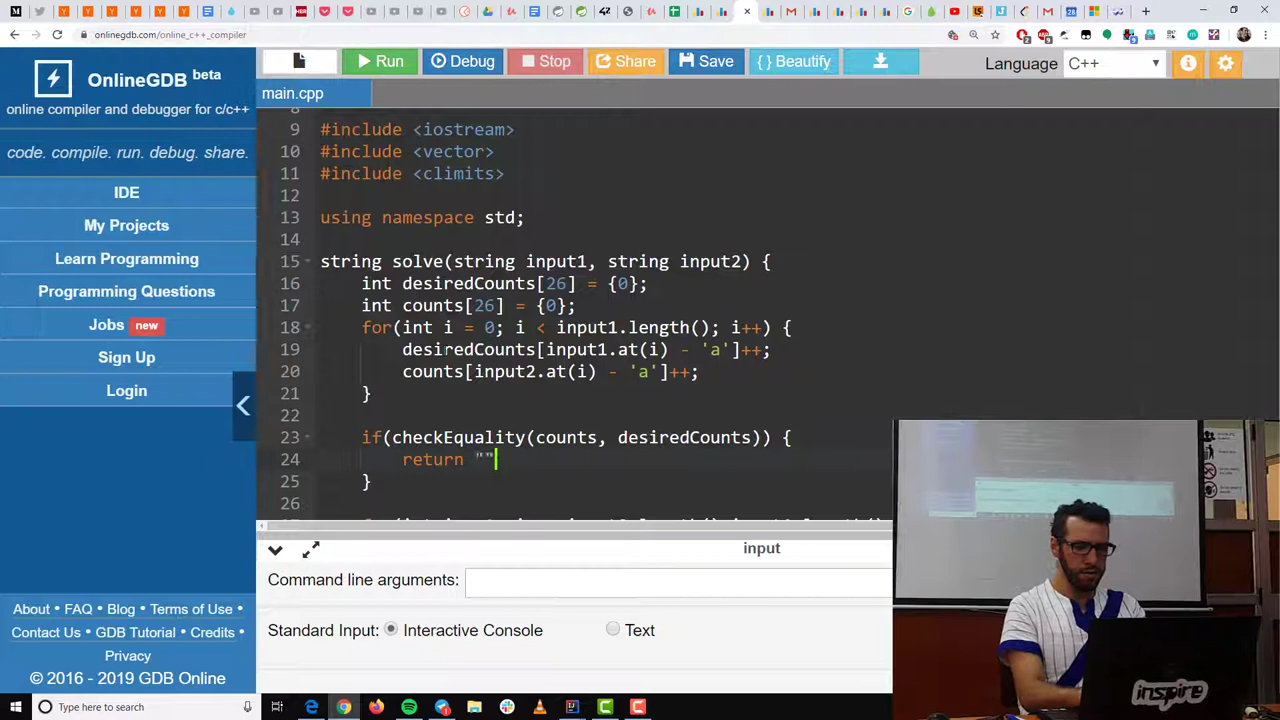 onlinegdb.com/online_c++_compiler
OnlineGDB beta
online compiler and debugger for c/c++
code. compile. run. debug. share.
IDE
My Projects
Learn Programming
Programming Questions
Jobs new
Sign Up
Login
About • FAQ • Blog • Terms of Use •
Contact Us • GDB Tutorial • Credits •
Privacy
© 2016 - 2019 GDB Online
Run
Debug
Stop
Share
Save
{ } Beautify
Language C++
main.cpp
8
9 #include <iostream>
10 #include <vector>
11 #include <climits>
12
13 using namespace std;
14
15 string solve(string input1, string input2) {
16 int desiredCounts[26] = {0};
17 int counts[26] = {0};
18 for(int i = 0; i < input1.length(); i++) {
19 desiredCounts[input1.at(i) - 'a']++;
20 counts[input2.at(i) - 'a']++;
21 }
22
23 if(checkEquality(counts, desiredCounts)) {
24 return ""
25 }
26
input
Command line arguments:
Standard Input: Interactive Console Text
inspire
Type here to search